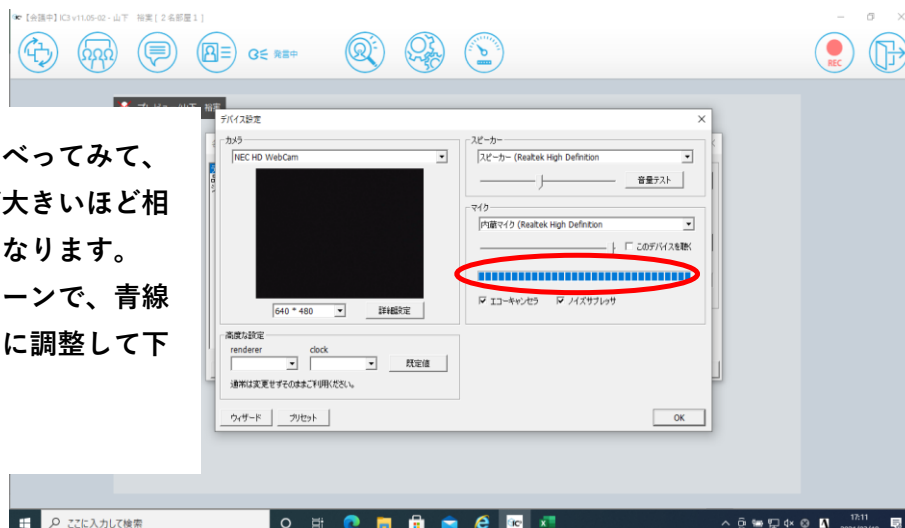 【会議中】IC3 v11.05-02 - 山下 裕実 [ 2名部屋1 ]
発言中
REC
べってみて、
大きいほど相
なります。
ーンで、青線
に調整して下
デバイス設定
カメラ
NEC HD WebCam
640 * 480
詳細設定
高度な設定
renderer
clock
既定値
通常は変更せずそのままご利用ください。
ウィザード
プリセット
スピーカー
スピーカー (Realtek High Definition
音量テスト
マイク
内蔵マイク (Realtek High Definition
このデバイスを聴く
エコーキャンセラ
ノイズサプレッサ
OK
ここに入力して検索
17:11